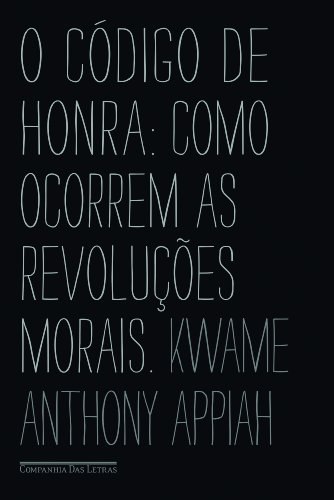 O CÓDIGO DE
HONRA: COMO
OCORREM AS
REVOLUÇÕES
MORAIS. KWAME
ANTHONY APPIAH
COMPANHIA DAS LETRAS